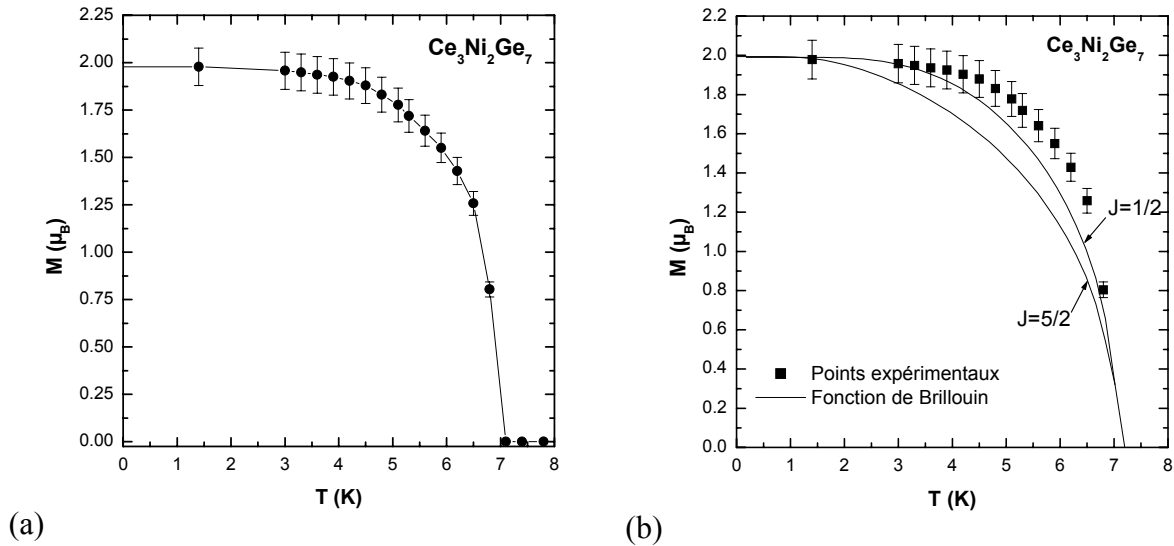 Ce₃Ni₂Ge₇
M (μ_B)
2.25
2.00
1.75
1.50
1.25
1.00
0.75
0.50
0.25
0.00
0 1 2 3 4 5 6 7 8
T (K)
(a)
Ce₃Ni₂Ge₇
M (μ_B)
2.2
2.0
1.8
1.6
1.4
1.2
1.0
0.8
0.6
0.4
0.2
0.0
J=1/2
J=5/2
Points expérimentaux
Fonction de Brillouin
0 1 2 3 4 5 6 7 8
T (K)
(b)